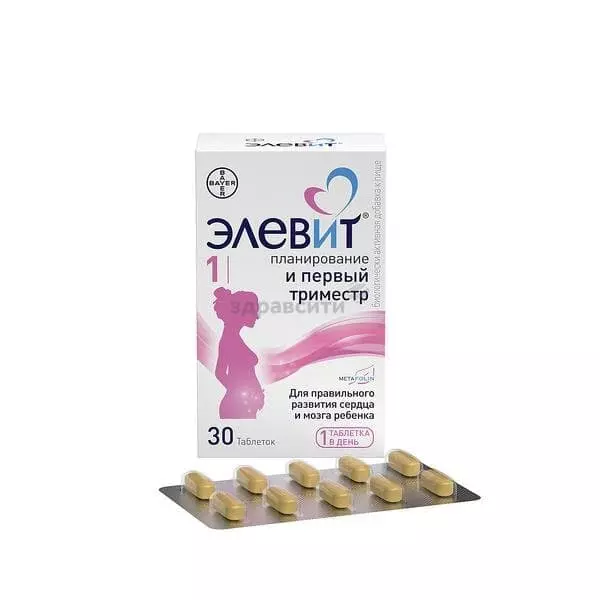 BAYER
BAYER
ЭЛЕВИТ®
1
планирование
и первый
триместр
здравсити
METAFOLIN
Для правильного
развития сердца
и мозга ребенка
30 Таблеток
1 ТАБЛЕТКА
В ДЕНЬ
биологически активная добавка к пище